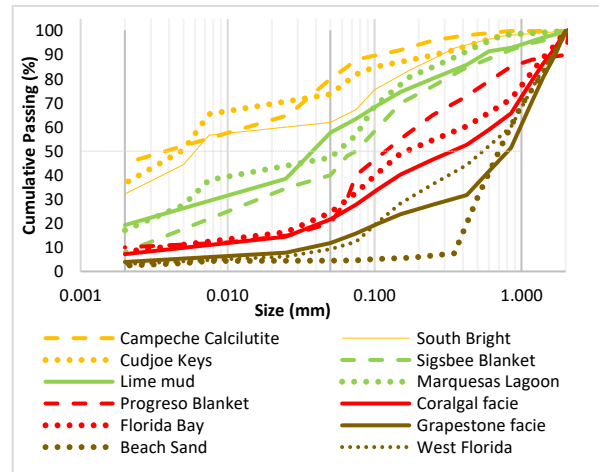 100
90
80
70
60
50
40
30
20
10
0
Cumulative Passing (%)
0.001 0.010 0.100 1.000
Size (mm)
Campeche Calcilutite South Bright
Cudjoe Keys Sigsbee Blanket
Lime mud Marquesas Lagoon
Progreso Blanket Coralgal facie
Florida Bay Grapestone facie
Beach Sand West Florida